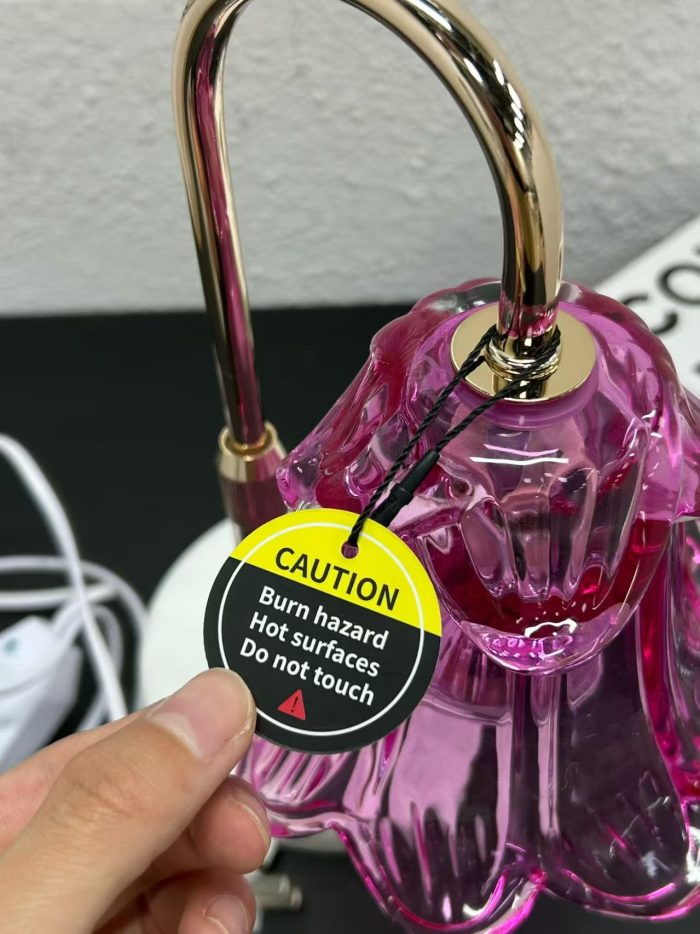 CAUTION
Burn hazard
Hot surfaces
Do not touch